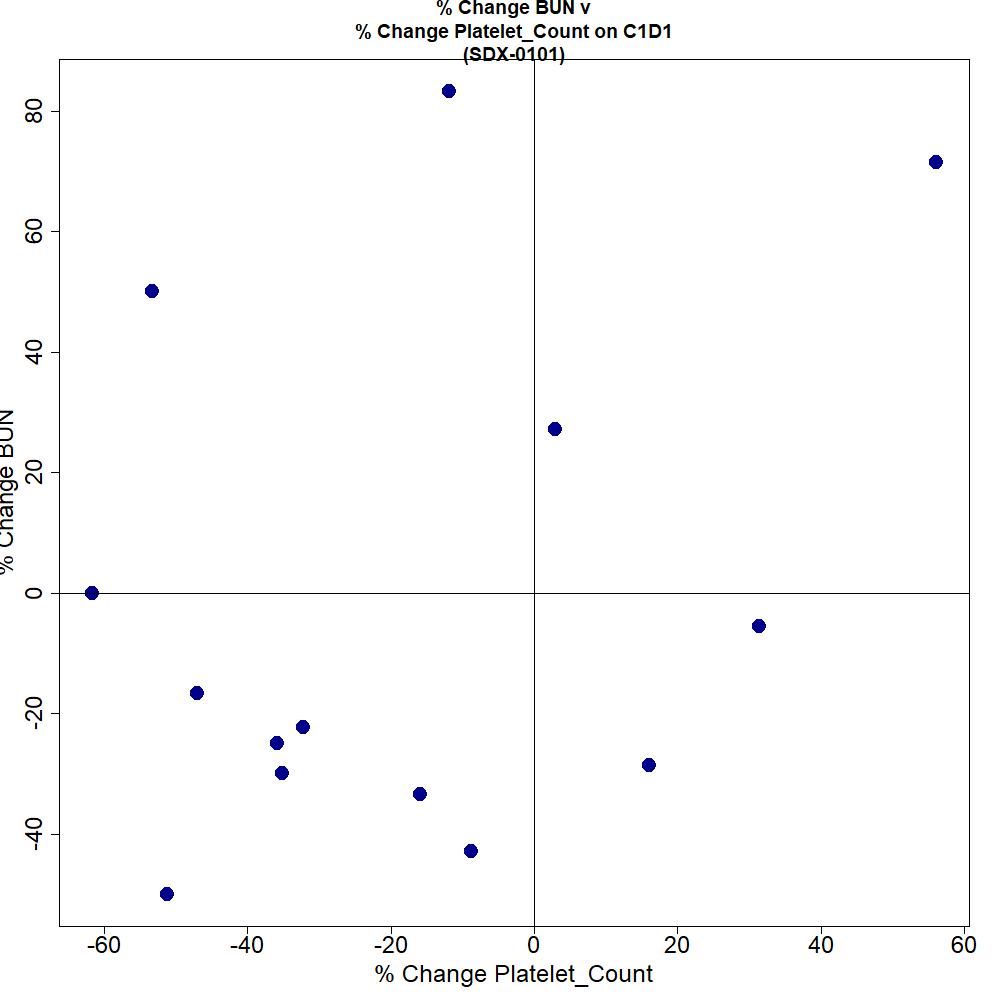 % Change BUN v
% Change Platelet_Count on C1D1
(SDX-0101)
80
60
40
20
0
-20
-40
% Change BUN
-60
-40
-20
0
20
40
60
% Change Platelet_Count